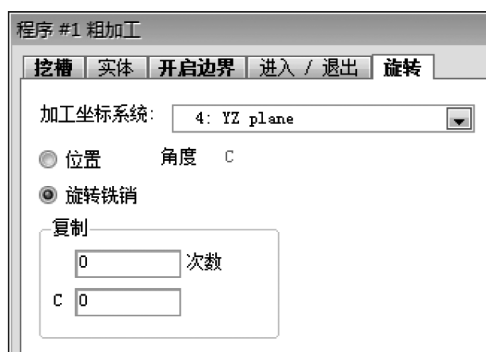 程序 #1 粗加工
挖槽 实体 开启边界 进入 / 退出 旋转
加工坐标系统: 4: YZ plane
位置 角度 C
旋转铣销
复制
0 次数
C 0